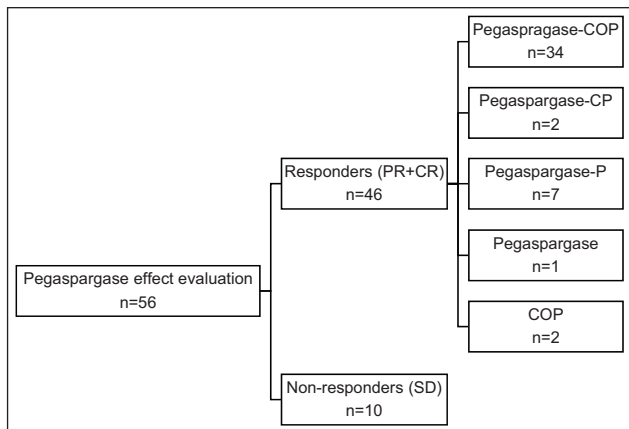 Pegaspargase effect evaluation
n=56
Responders (PR+CR)
n=46
Non-responders (SD)
n=10
Pegaspragase-COP
n=34
Pegaspargase-CP
n=2
Pegaspargase-P
n=7
Pegaspargase
n=1
COP
n=2